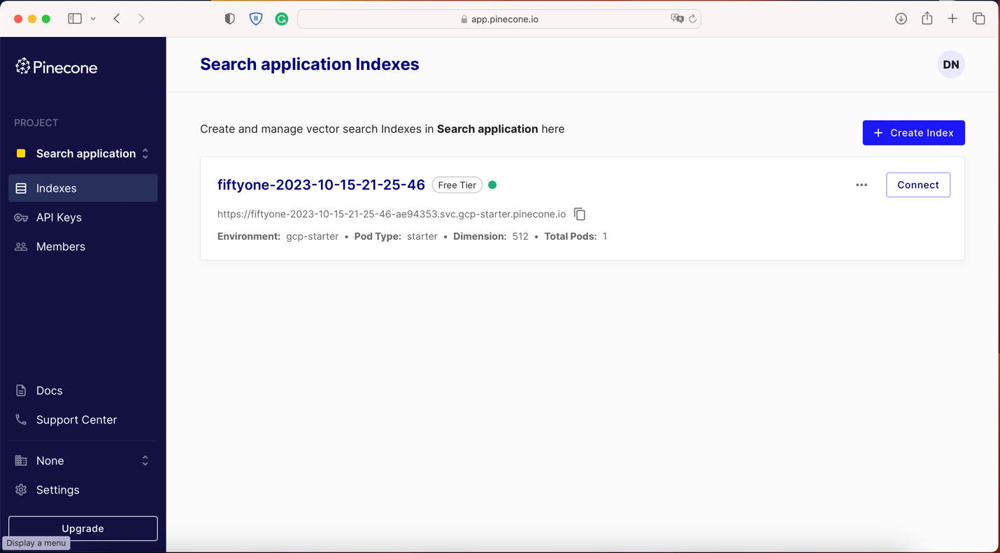 app.pinecone.io
Pinecone
Search application Indexes
DN
PROJECT
Search application
Indexes
API Keys
Members
Create and manage vector search Indexes in Search application here
+ Create Index
fiftyone-2023-10-15-21-25-46 Free Tier
Connect
https://fiftyone-2023-10-15-21-25-46-ae94353.svc.gcp-starter.pinecone.io
Environment: gcp-starter • Pod Type: starter • Dimension: 512 • Total Pods: 1
Docs
Support Center
None
Settings
Upgrade
Display a menu